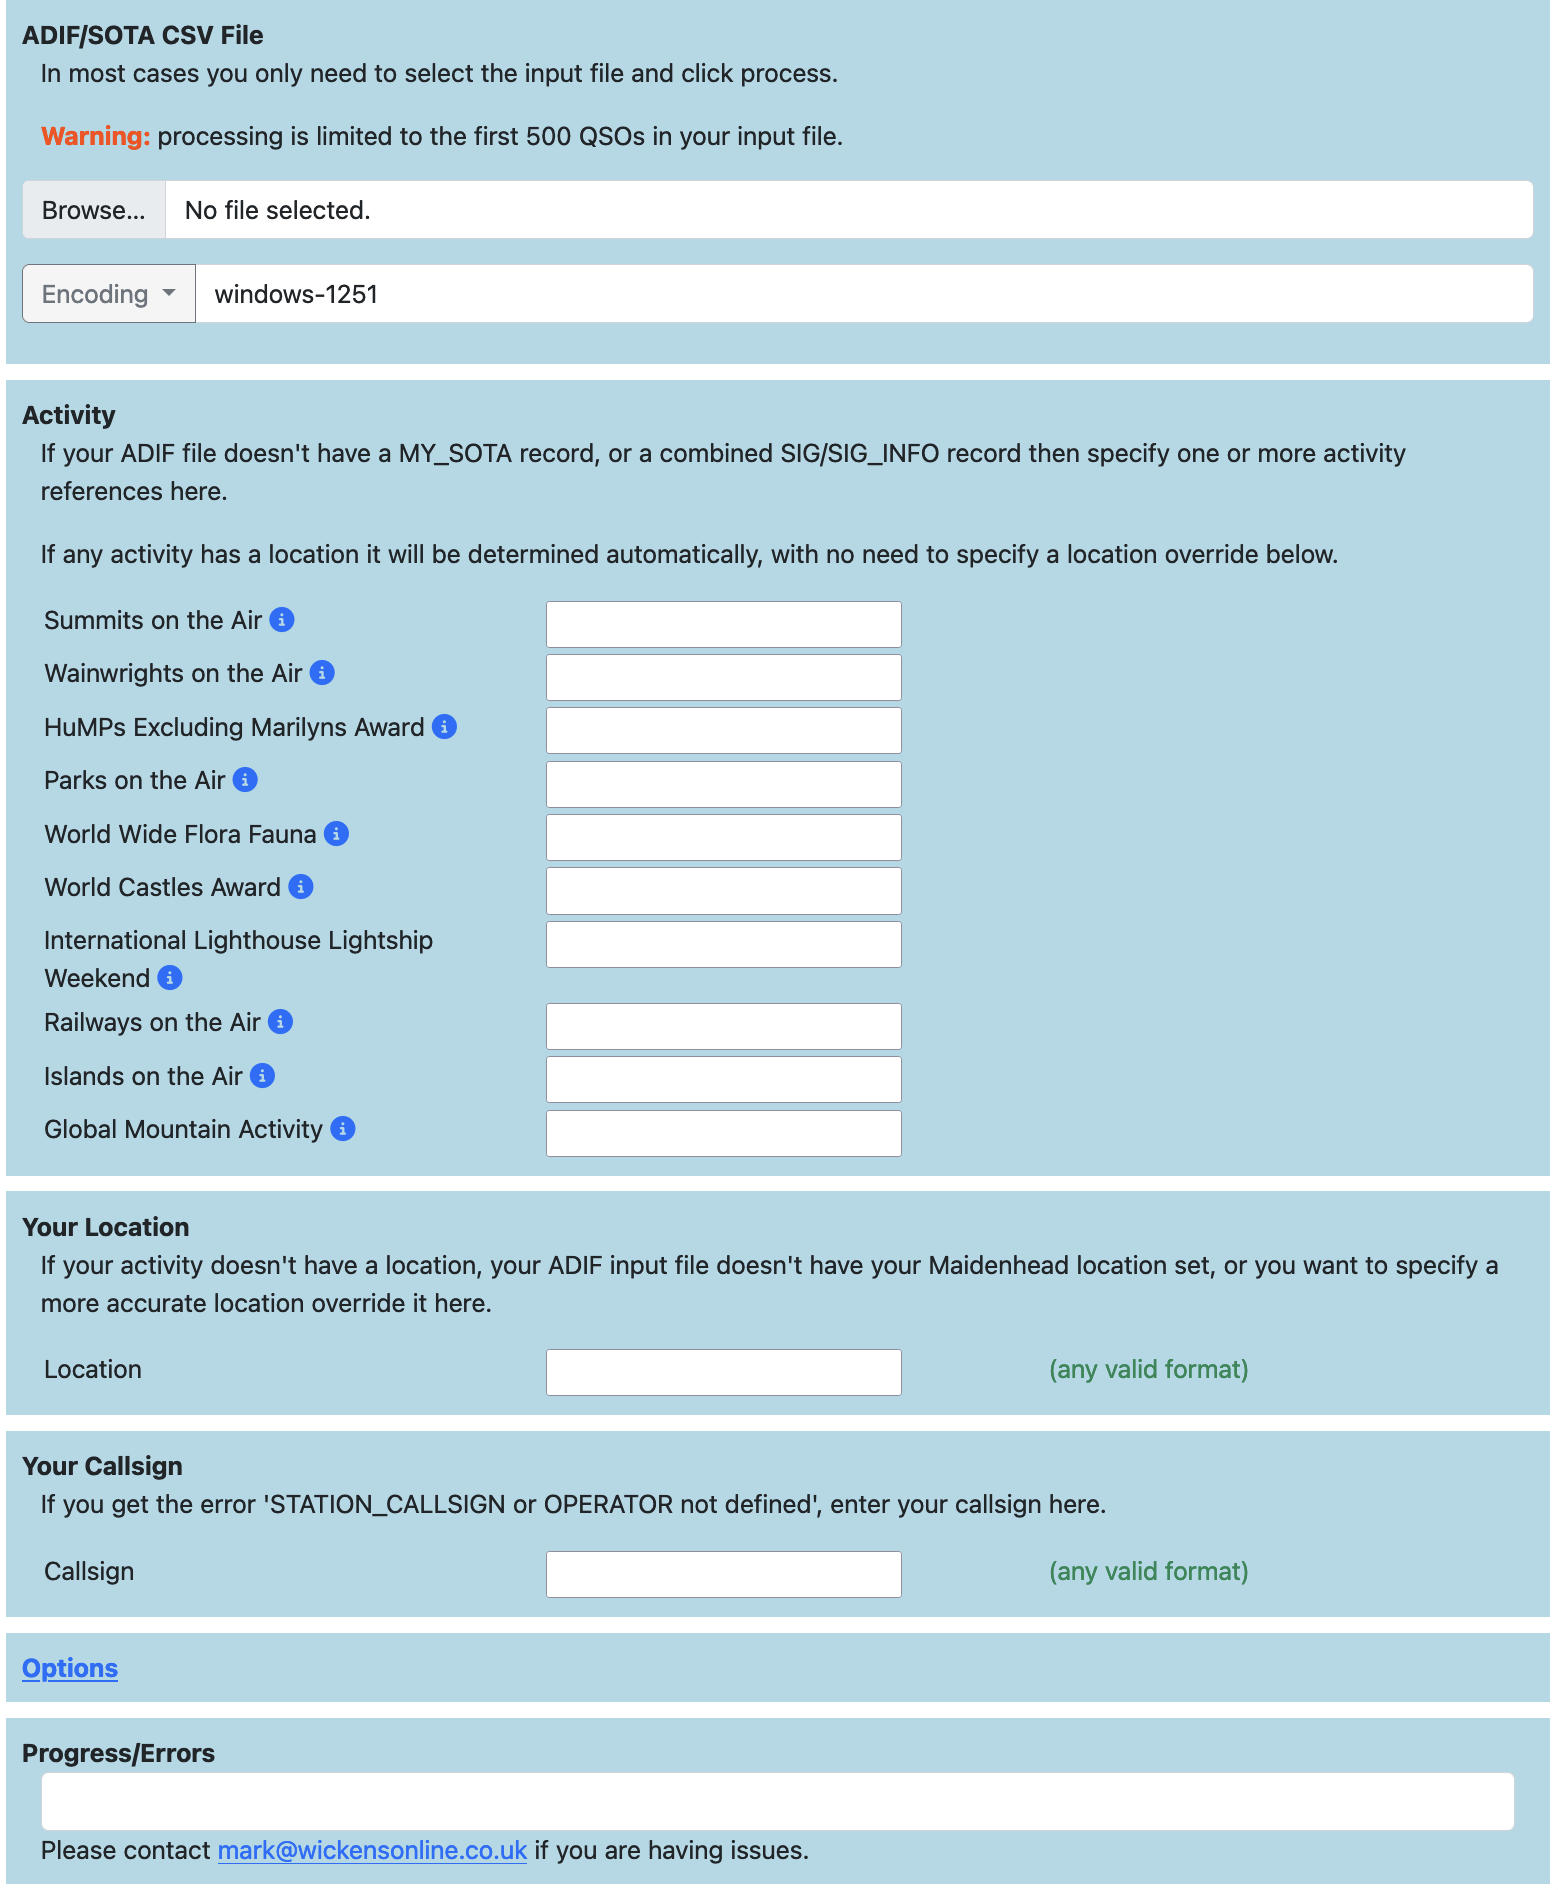 ADIF/SOTA CSV File
In most cases you only need to select the input file and click process.
Warning: processing is limited to the first 500 QSOs in your input file.
Browse... No file selected.
Encoding windows-1251
Activity
If your ADIF file doesn't have a MY_SOTA record, or a combined SIG/SIG_INFO record then specify one or more activity
references here.
If any activity has a location it will be determined automatically, with no need to specify a location override below.
Summits on the Air
Wainwrights on the Air
HuMPs Excluding Marilyns Award
Parks on the Air
World Wide Flora Fauna
World Castles Award
International Lighthouse Lightship
Weekend
Railways on the Air
Islands on the Air
Global Mountain Activity
Your Location
If your activity doesn't have a location, your ADIF input file doesn't have your Maidenhead location set, or you want to specify a
more accurate location override it here.
Location (any valid format)
Your Callsign
If you get the error 'STATION_CALLSIGN or OPERATOR not defined', enter your callsign here.
Callsign (any valid format)
Options
Progress/Errors
Please contact mark@wickensonline.co.uk if you are having issues.